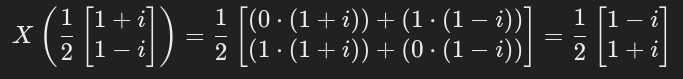 X ( 1/2 [ 1 + i ; 1 − i ] ) = 1/2 [ (0 · (1 + i)) + (1 · (1 − i)) ; (1 · (1 + i)) + (0 · (1 − i)) ] = 1/2 [ 1 − i ; 1 + i ]